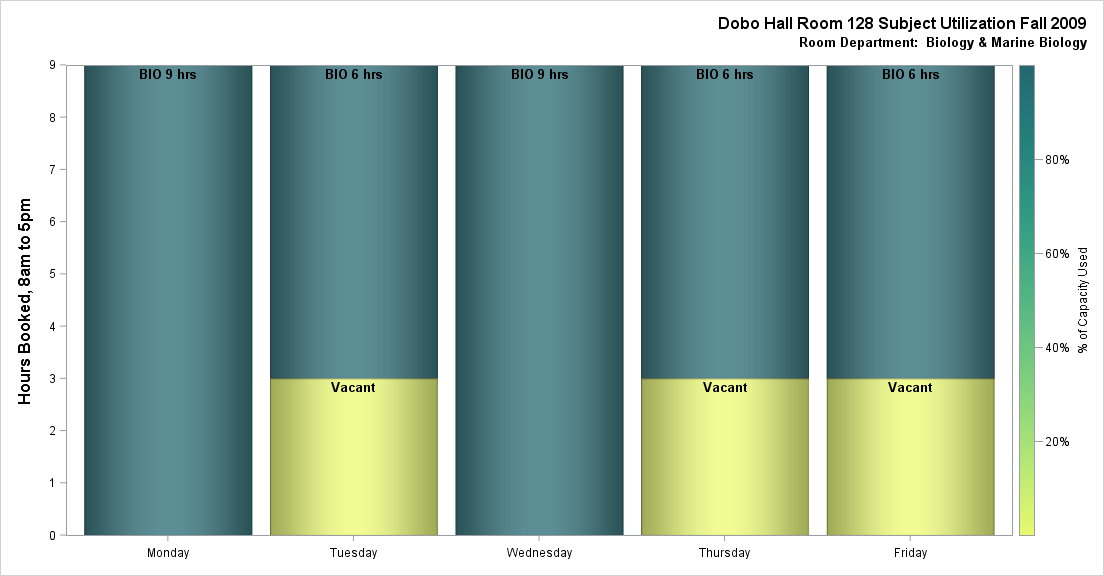 Dobo Hall Room 128 Subject Utilization Fall 2009
Room Department:  Biology & Marine Biology
Hours Booked, 8am to 5pm
9
8
7
6
5
4
3
2
1
0
BIO 9 hrs
BIO 6 hrs
BIO 9 hrs
BIO 6 hrs
BIO 6 hrs
Vacant
Vacant
Vacant
Monday
Tuesday
Wednesday
Thursday
Friday
80%
60%
40%
20%
% of Capacity Used